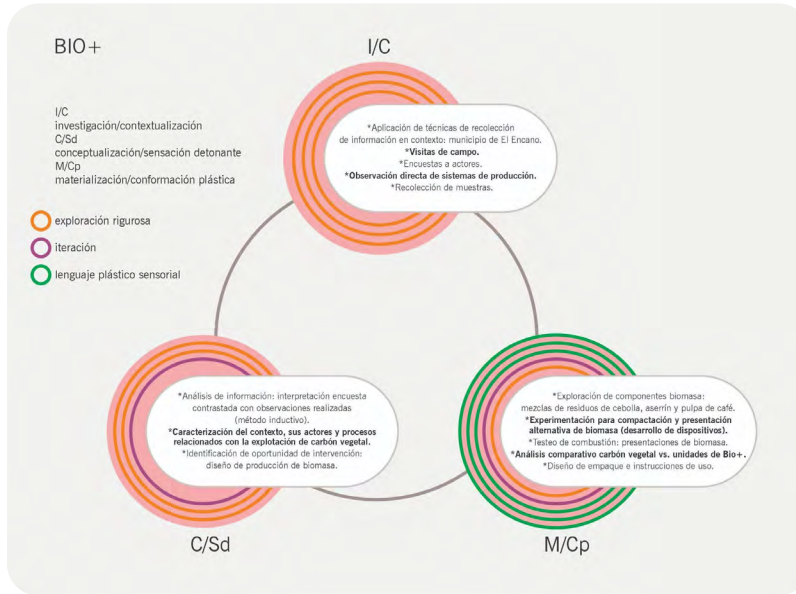 BIO+
I/C
I/C
investigación/contextualización
C/Sd
conceptualización/sensación detonante
M/Cp
materialización/conformación plástica
exploración rigurosa
iteración
lenguaje plástico sensorial
*Aplicación de técnicas de recolección
de información en contexto: municipio de El Encano.
*Visitas de campo.
*Encuestas a actores.
*Observación directa de sistemas de producción.
*Recolección de muestras.
*Análisis de información: interpretación encuesta
contrastada con observaciones realizadas
(método inductivo).
*Caracterización del contexto, sus actores y procesos
relacionados con la explotación de carbón vegetal.
*Identificación de oportunidad de intervención:
diseño de producción de biomasa.
*Exploración de componentes biomasa:
mezclas de residuos de cebolla, aserrín y pulpa de café.
*Experimentación para compactación y presentación
alternativa de biomasa (desarrollo de dispositivos).
*Testeo de combustión: presentaciones de biomasa.
*Análisis comparativo carbón vegetal vs. unidades de Bio+.
*Diseño de empaque e instrucciones de uso.
C/Sd
M/Cp